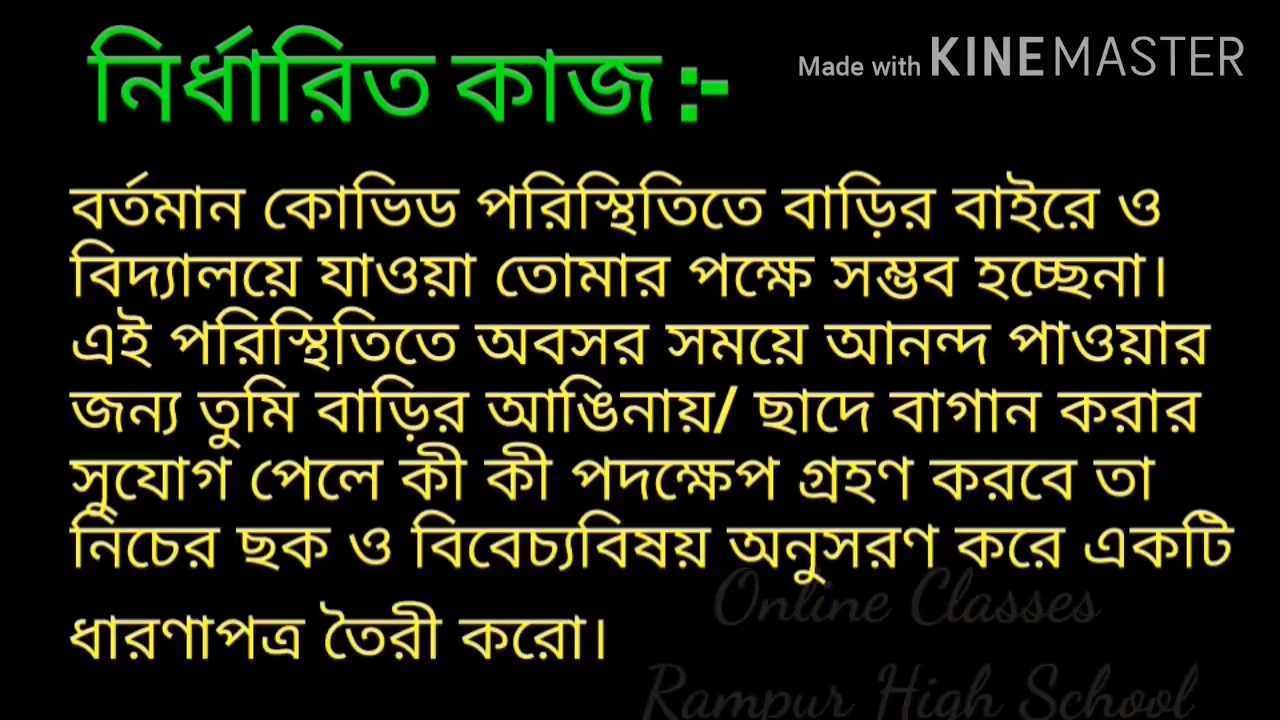 নির্ধারিত কাজ :-
Made with KINEMASTER
বর্তমান কোভিড পরিস্থিতিতে বাড়ির বাইরে ও
বিদ্যালয়ে যাওয়া তোমার পক্ষে সম্ভব হচ্ছেনা।
এই পরিস্থিতিতে অবসর সময়ে আনন্দ পাওয়ার
জন্য তুমি বাড়ির আঙিনায়/ ছাদে বাগান করার
সুযোগ পেলে কী কী পদক্ষেপ গ্রহণ করবে তা
নিচের ছক ও বিবেচ্যবিষয় অনুসরণ করে একটি
ধারণাপত্র তৈরী করো।
Online Classes
Rampur High School